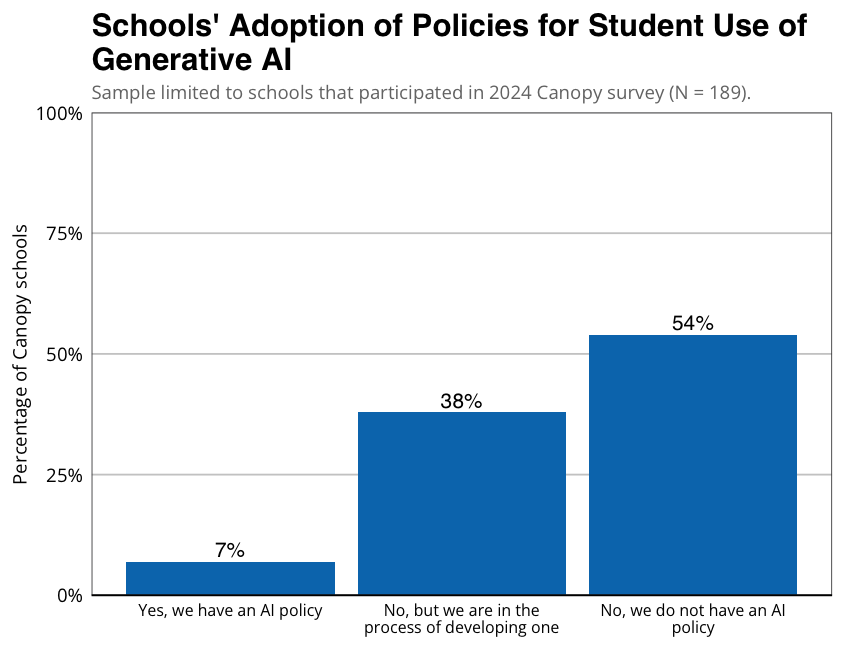 Schools' Adoption of Policies for Student Use of
Generative AI
Sample limited to schools that participated in 2024 Canopy survey (N = 189).
100%
75%
50%
25%
0%
Percentage of Canopy schools
7%
38%
54%
Yes, we have an AI policy
No, but we are in the
process of developing one
No, we do not have an AI
policy